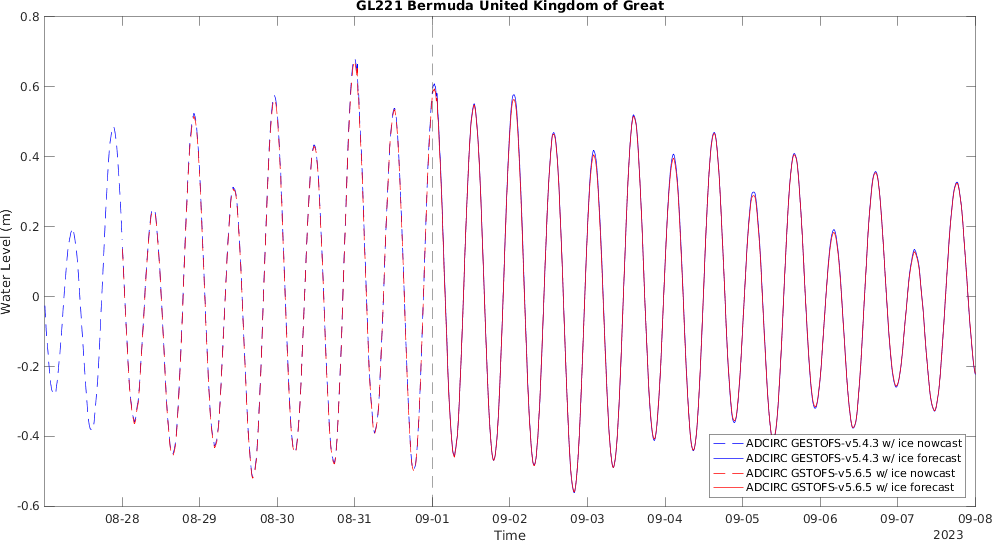 GL221 Bermuda United Kingdom of Great
0.8
0.6
0.4
0.2
0
-0.2
-0.4
-0.6
Water Level (m)
ADCIRC GESTOFS-v5.4.3 w/ ice nowcast
ADCIRC GESTOFS-v5.4.3 w/ ice forecast
ADCIRC GSTOFS-v5.6.5 w/ ice nowcast
ADCIRC GSTOFS-v5.6.5 w/ ice forecast
08-28 08-29 08-30 08-31 09-01 09-02 09-03 09-04 09-05 09-06 09-07 09-08
Time
2023